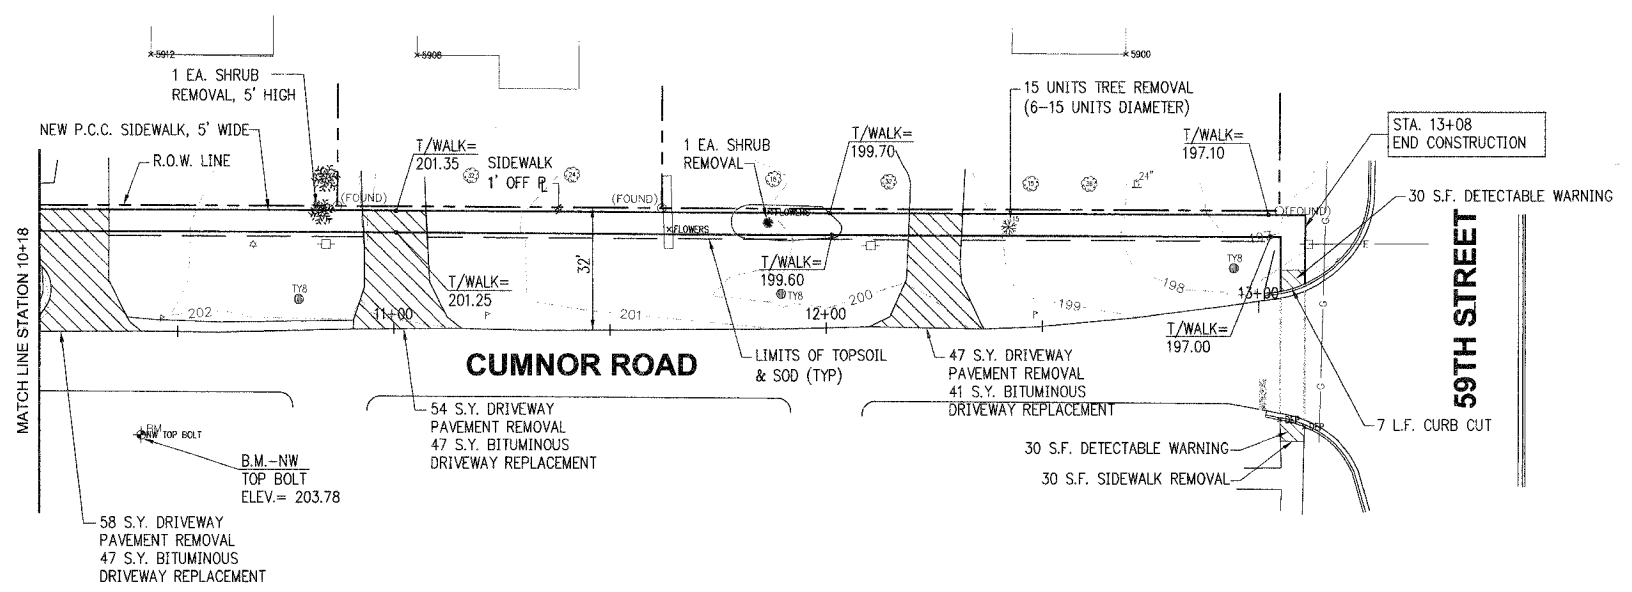 5912
5906
5900
1 EA. SHRUB
REMOVAL, 5' HIGH
15 UNITS TREE REMOVAL
(6-15 UNITS DIAMETER)
NEW P.C.C. SIDEWALK, 5' WIDE
R.O.W. LINE
T/WALK=
201.35
SIDEWALK
1' OFF PL
1 EA. SHRUB
REMOVAL
T/WALK=
199.70
T/WALK=
197.10
STA. 13+08
END CONSTRUCTION
30 S.F. DETECTABLE WARNING
24"
(FOUND)
(FOUND)
(FOUND)
FLOWERS
FLOWERS
15
197
32'
T/WALK=
201.25
T/WALK=
199.60
TY8
TY8
TY8
202
11+00
201
12+00
200
199
198
13+00
T/WALK=
197.00
MATCH LINE STATION 10+18
CUMNOR ROAD
59TH STREET
LIMITS OF TOPSOIL
& SOD (TYP)
47 S.Y. DRIVEWAY
PAVEMENT REMOVAL
41 S.Y. BITUMINOUS
DRIVEWAY REPLACEMENT
54 S.Y. DRIVEWAY
PAVEMENT REMOVAL
47 S.Y. BITUMINOUS
DRIVEWAY REPLACEMENT
7 L.F. CURB CUT
30 S.F. DETECTABLE WARNING
30 S.F. SIDEWALK REMOVAL
BM
NW TOP BOLT
B.M.-NW
TOP BOLT
ELEV.= 203.78
58 S.Y. DRIVEWAY
PAVEMENT REMOVAL
47 S.Y. BITUMINOUS
DRIVEWAY REPLACEMENT
G
G
G
E
DEP